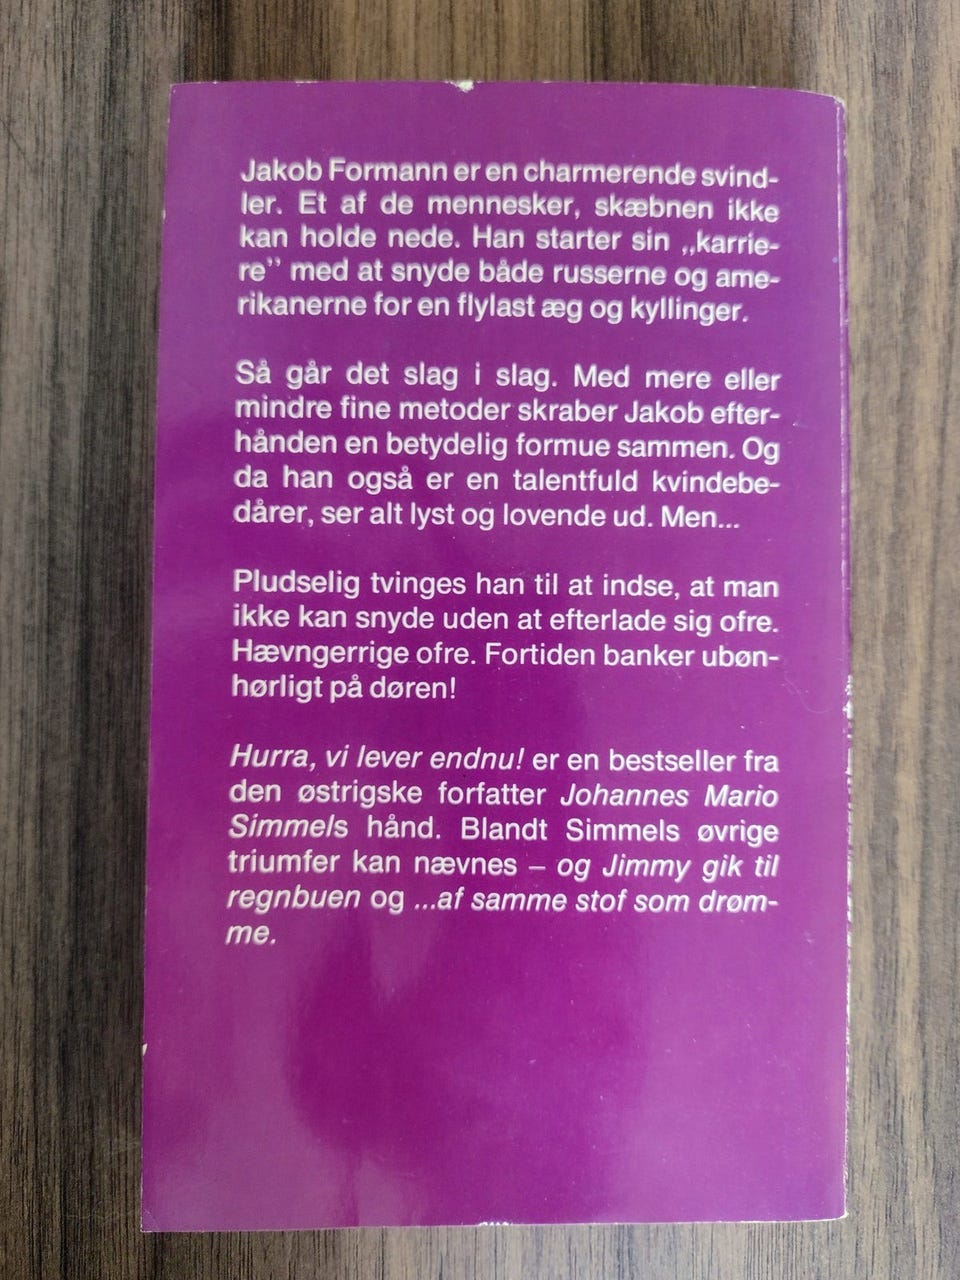 Jakob Formann er en charmerende svind-
ler. Et af de mennesker, skæbnen ikke
kan holde nede. Han starter sin „karrie-
re” med at snyde både russerne og ame-
rikanerne for en flylast æg og kyllinger.
Så går det slag i slag. Med mere eller
mindre fine metoder skraber Jakob efter-
hånden en betydelig formue sammen. Og
da han også er en talentfuld kvindebe-
dårer, ser alt lyst og lovende ud. Men...
Pludselig tvinges han til at indse, at man
ikke kan snyde uden at efterlade sig ofre.
Hævngerrige ofre. Fortiden banker ubøn-
hørligt på døren!
Hurra, vi lever endnu! er en bestseller fra
den østrigske forfatter Johannes Mario
Simmels hånd. Blandt Simmels øvrige
triumfer kan nævnes – og Jimmy gik til
regnbuen og ...af samme stof som drøm-
me.